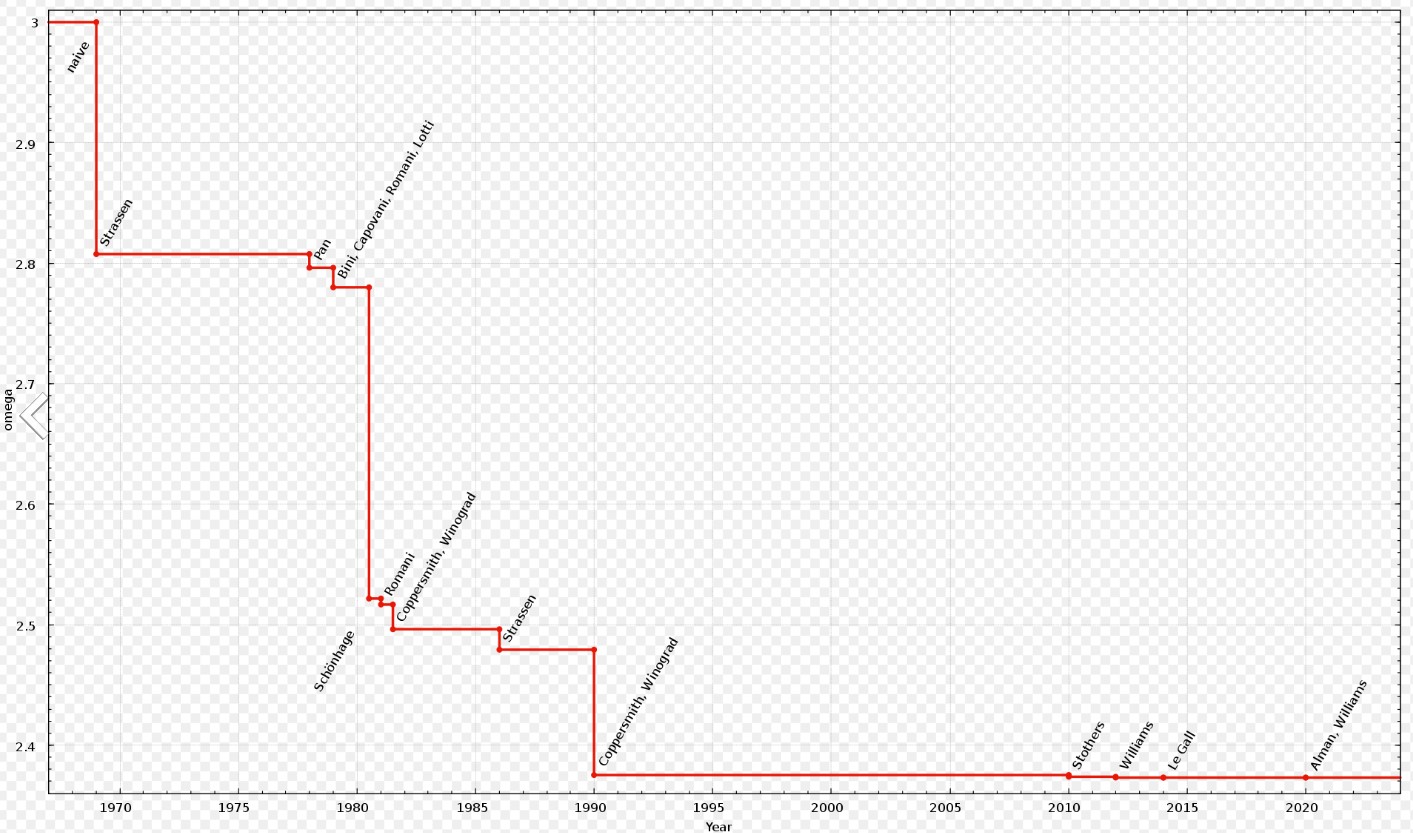 3
naive
2.9
Bini, Capovani, Romani, Lotti
Strassen
Pan
2.8
2.7
omega
2.6
Coppersmith, Winograd
Romani
2.5
Strassen
Schönhage
Coppersmith, Winograd
2.4
Stothers
Williams
Le Gall
Alman, Williams
1970 1975 1980 1985 1990 1995 2000 2005 2010 2015 2020
Year